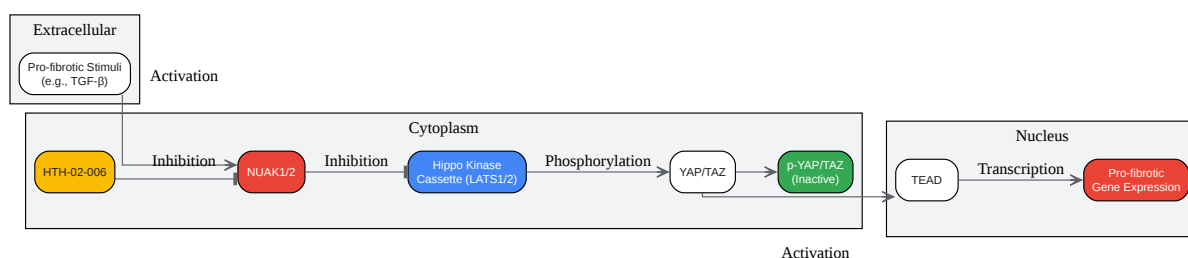 Extracellular
Pro-fibrotic Stimuli
(e.g., TGF-β)
Activation
Cytoplasm
HTH-02-006
Inhibition
NUAK1/2
Inhibition
Hippo Kinase
Cassette (LATS1/2)
Phosphorylation
YAP/TAZ
p-YAP/TAZ
(Inactive)
Nucleus
TEAD
Transcription
Pro-fibrotic
Gene Expression
Activation